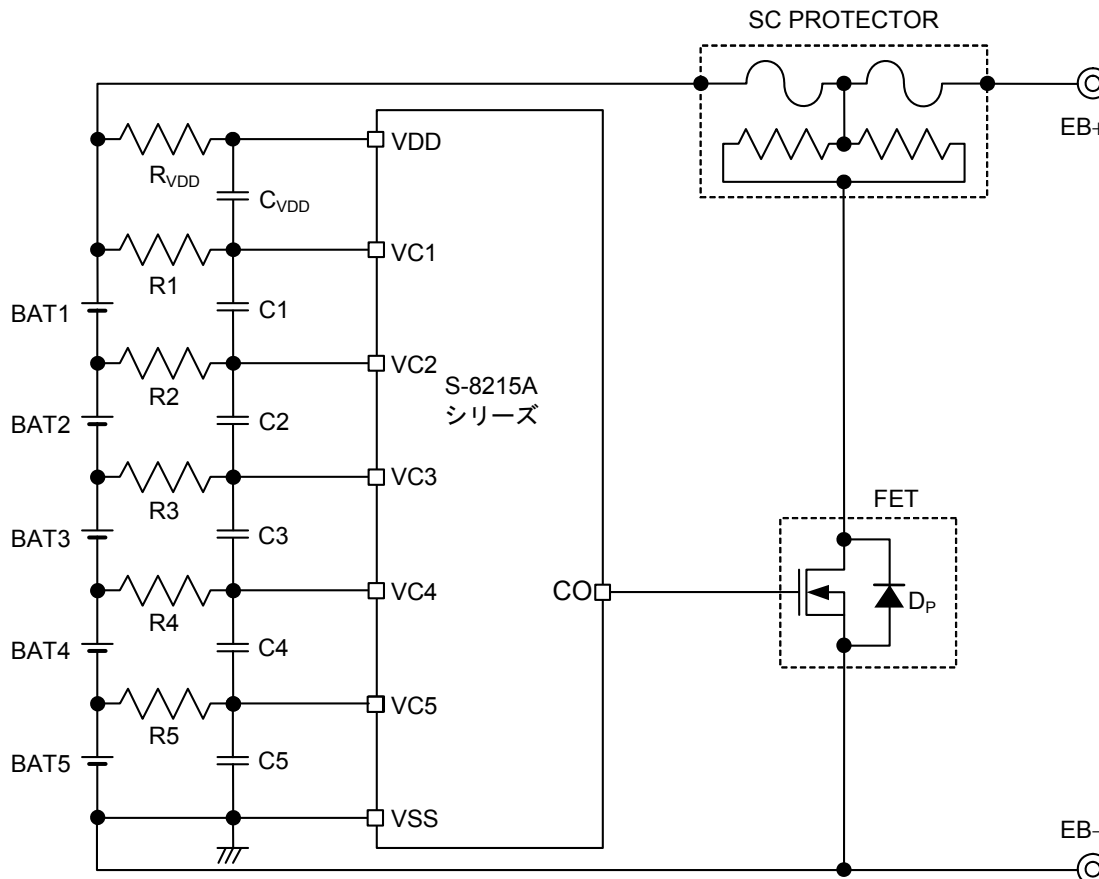 SC PROTECTOR
EB+
VDD
RVDD
CVDD
VC1
R1
BAT1
C1
VC2
R2
S-8215A
シリーズ
BAT2
C2
VC3
R3
FET
BAT3
C3
VC4
CO
R4
DP
BAT4
C4
VC5
R5
BAT5
C5
VSS
EB–